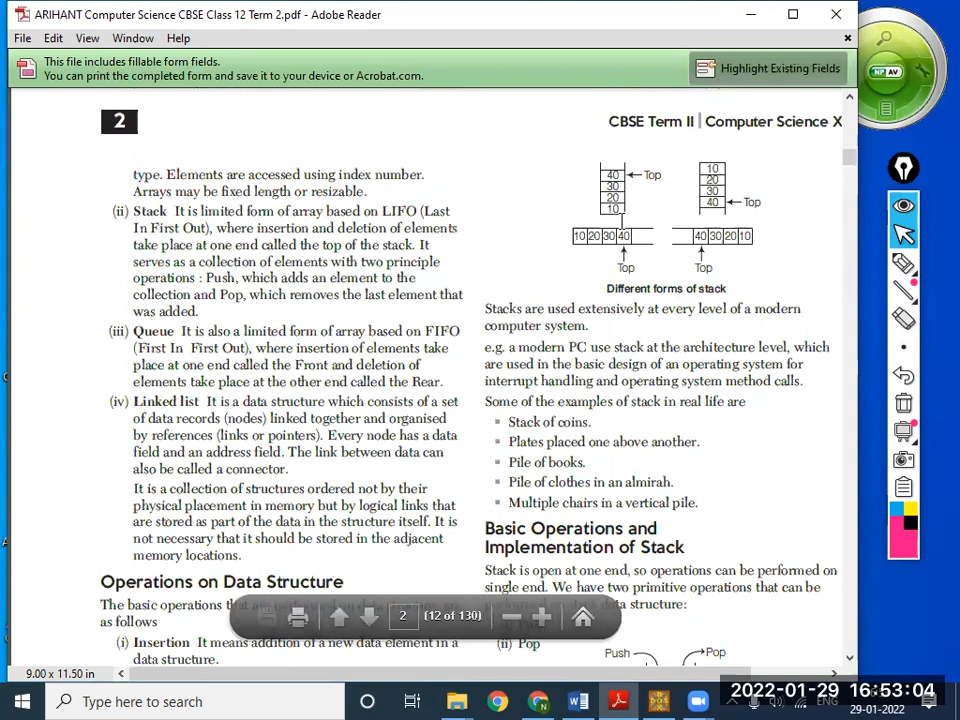 ARIHANT Computer Science CBSE Class 12 Term 2.pdf - Adobe Reader
File Edit View Window Help
This file includes fillable form fields.
You can print the completed form and save it to your device or Acrobat.com.
Highlight Existing Fields
2
CBSE Term II | Computer Science X
type. Elements are accessed using index number.
Arrays may be fixed length or resizable.
(ii) Stack It is limited form of array based on LIFO (Last
In First Out), where insertion and deletion of elements
take place at one end called the top of the stack. It
serves as a collection of elements with two principle
operations : Push, which adds an element to the
collection and Pop, which removes the last element that
was added.
(iii) Queue It is also a limited form of array based on FIFO
(First In First Out), where insertion of elements take
place at one end called the Front and deletion of
elements take place at the other end called the Rear.
(iv) Linked list It is a data structure which consists of a set
of data records (nodes) linked together and organised
by references (links or pointers). Every node has a data
field and an address field. The link between data can
also be called a connector.
It is a collection of structures ordered not by their
physical placement in memory but by logical links that
are stored as part of the data in the structure itself. It is
not necessary that it should be stored in the adjacent
memory locations.
Operations on Data Structure
The basic operations that
as follows
(i) Insertion It means addition of a new data element in a
data structure.
40 Top
30
20
10
10
20
30
40 Top
10 20 30 40
Top
40 30 20 10
Top
Different forms of stack
Stacks are used extensively at every level of a modern
computer system.
e.g. a modern PC use stack at the architecture level, which
are used in the basic design of an operating system for
interrupt handling and operating system method calls.
Some of the examples of stack in real life are
Stack of coins.
Plates placed one above another.
Pile of books.
Pile of clothes in an almirah.
Multiple chairs in a vertical pile.
Basic Operations and
Implementation of Stack
Stack is open at one end, so operations can be performed on
single end. We have two primitive operations that can be
data structure:
(ii) Pop
Push Pop
2 (12 of 130)
9.00 x 11.50 in
NP AV
Type here to search
2022-01-29 16:53:04
ENG
29-01-2022